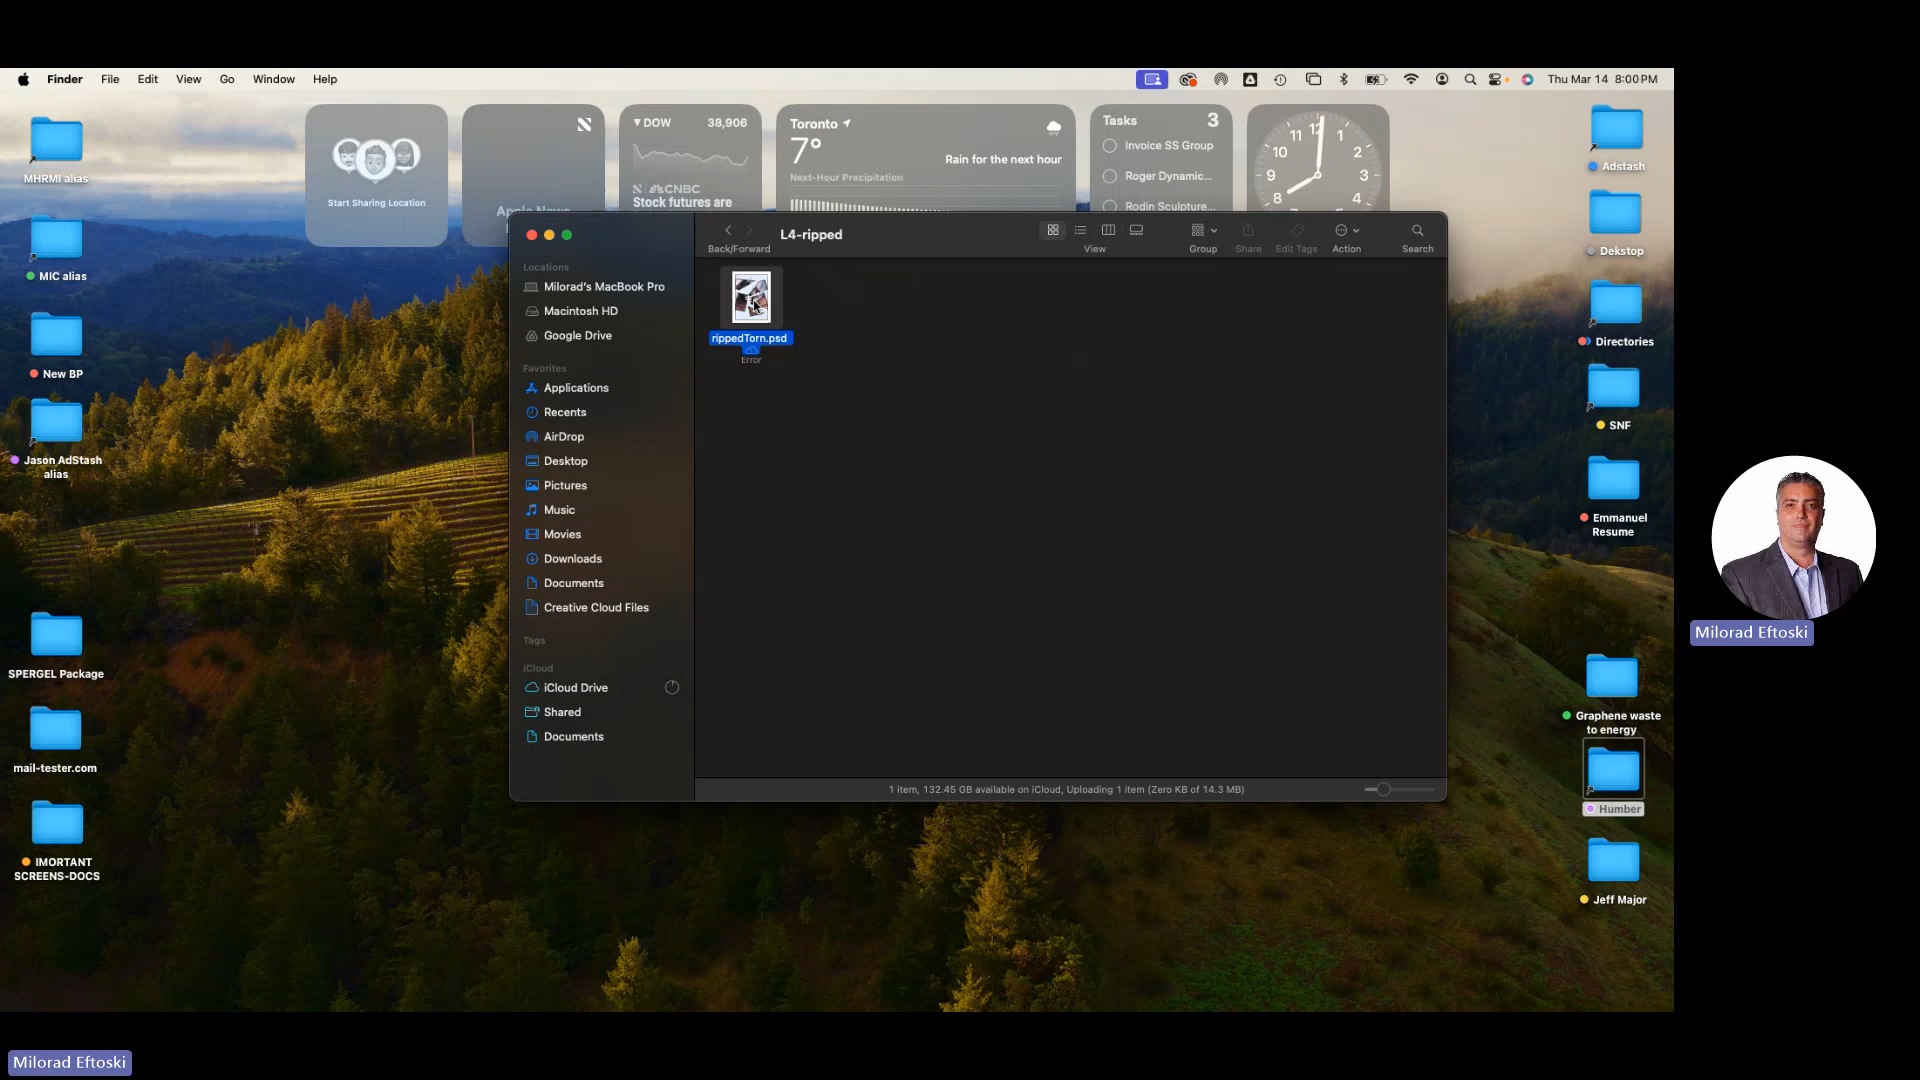 Finder File Edit View Go Window Help
Thu Mar 14 8:00 PM
MHRMI alias
MIC alias
New BP
Jason AdStash
alias
SPERGEL Package
mail-tester.com
IMORTANT
SCREENS-DOCS
Start Sharing Location
Apple News
DOW 38,906
CNBC
Stock futures are
Toronto
7°
Rain for the next hour
Next-Hour Precipitation
Tasks 3
Invoice SS Group
Roger Dynamic...
Rodin Sculpture...
11 12 1
10 2
9 3
8 4
L4-ripped
Back/Forward
View
Group
Share
Edit Tags
Action
Search
Locations
Milorad's MacBook Pro
Macintosh HD
Google Drive
Favorites
Applications
Recents
AirDrop
Desktop
Pictures
Music
Movies
Downloads
Documents
Creative Cloud Files
Tags
iCloud
iCloud Drive
Shared
Documents
rippedTorn.psd
Error
1 item, 132.45 GB available on iCloud, Uploading 1 item (Zero KB of 14.3 MB)
Adstash
Dekstop
Directories
SNF
Emmanuel
Resume
Graphene waste
to energy
Humber
Jeff Major
Milorad Eftoski
Milorad Eftoski